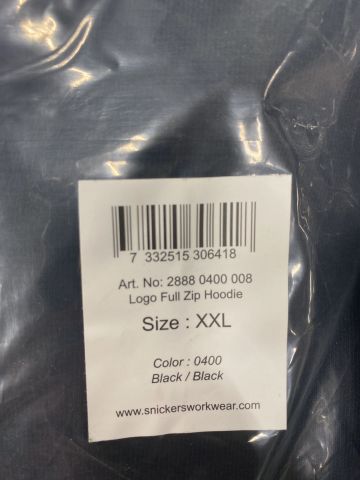 7 332515 306418
Art. No: 2888 0400 008
Logo Full Zip Hoodie
Size : XXL
Color : 0400
Black / Black
www.snickersworkwear.com